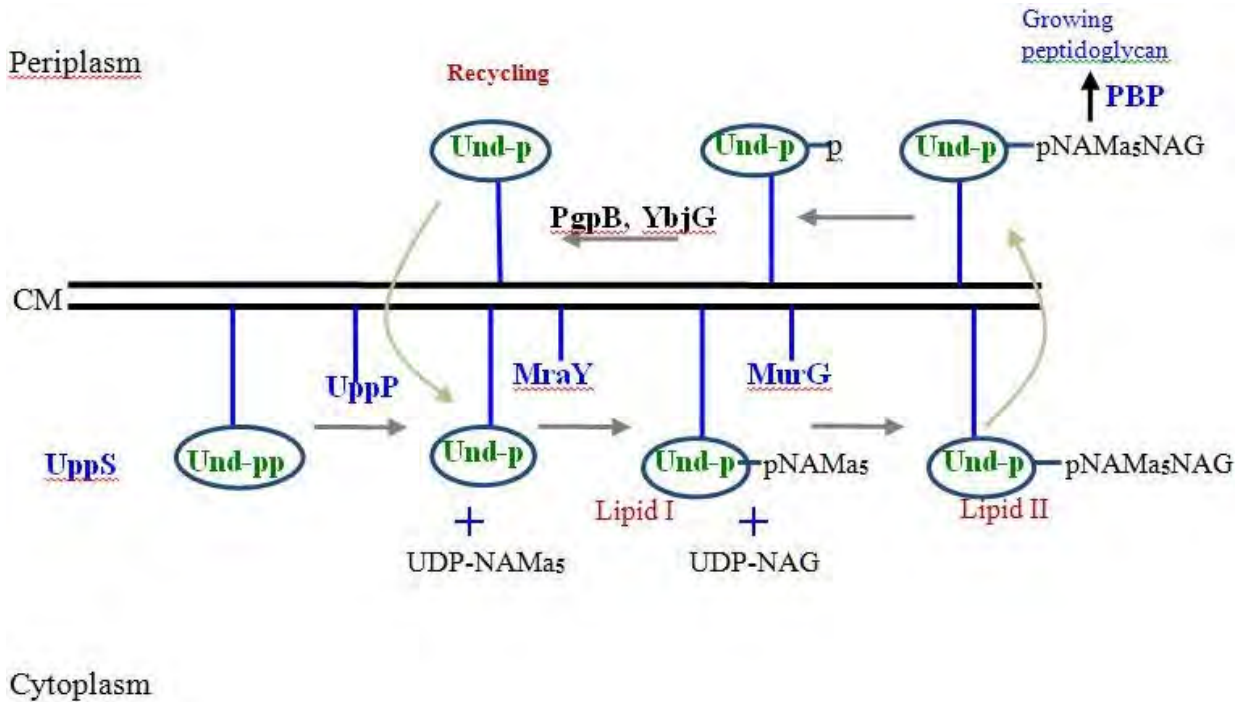 Growing
peptidoglycan
Periplasm
Recycling
PBP
Und-p
Und-p p
Und-p pNAMa5NAG
PgpB, YbjG
CM
UppP
MraY
MurG
UppS
Und-pp
Und-p
Und-p pNAMa5
Und-p pNAMa5NAG
Lipid I
Lipid II
+
+
UDP-NAMa5
UDP-NAG
Cytoplasm